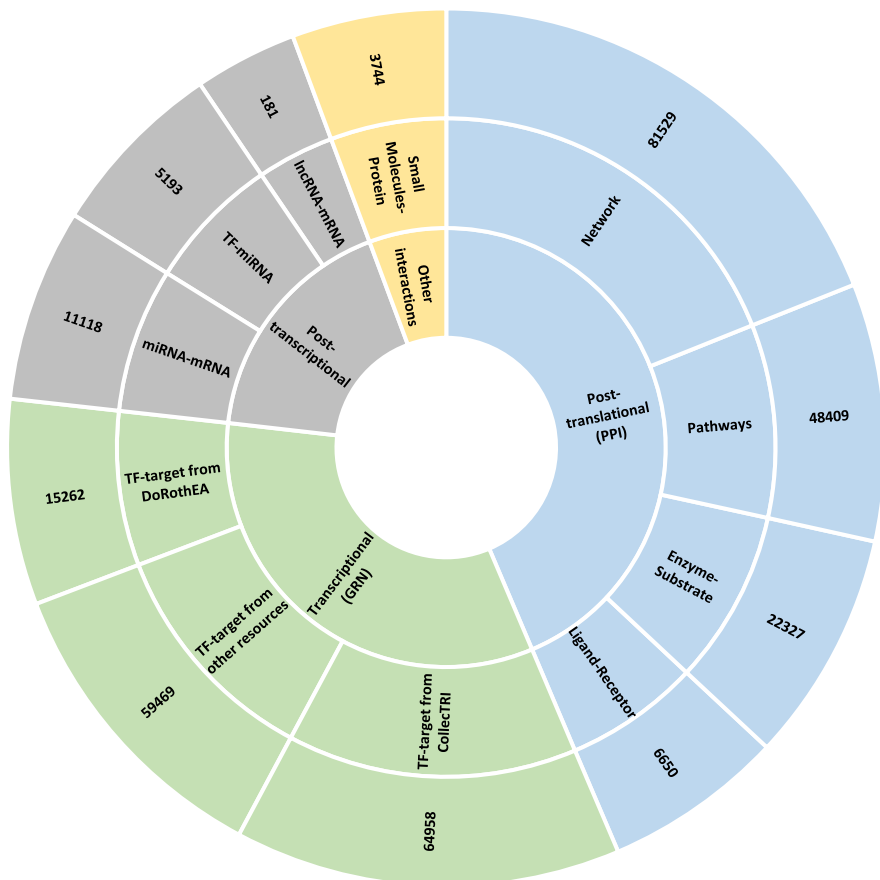 81529
Network
Post-
translational
(PPI)
Pathways
48409
Enzyme-
Substrate
22327
Ligand-Receptor
6650
Transcriptional
(GRN)
TF-target from
CollecTRI
64958
TF-target from
other resources
59469
TF-target from
DoRothEA
15262
Post-
transcriptional
miRNA-mRNA
11118
TF-miRNA
5193
lncRNA-mRNA
181
Other
interactions
Small
Molecules-
Protein
3744